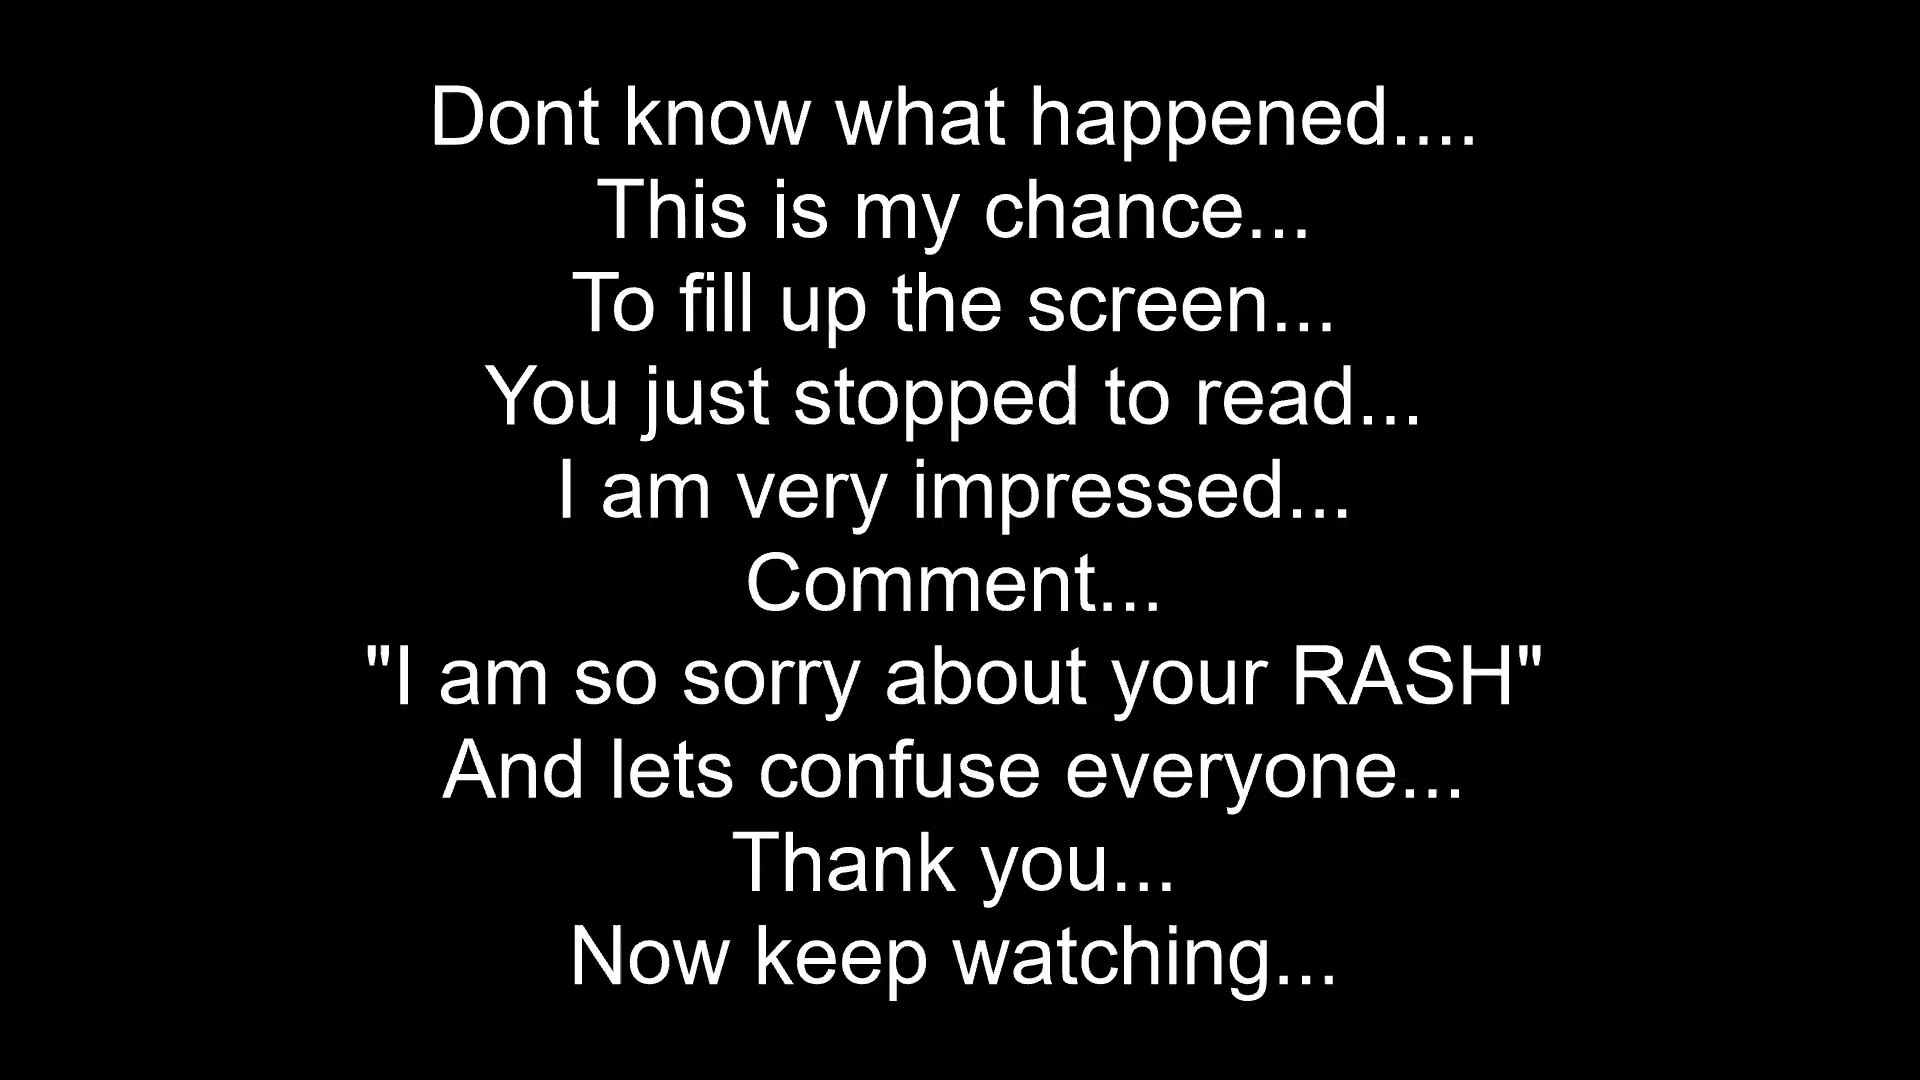 Dont know what happened....
This is my chance...
To fill up the screen...
You just stopped to read...
I am very impressed...
Comment...
"I am so sorry about your RASH"
And lets confuse everyone...
Thank you...
Now keep watching...